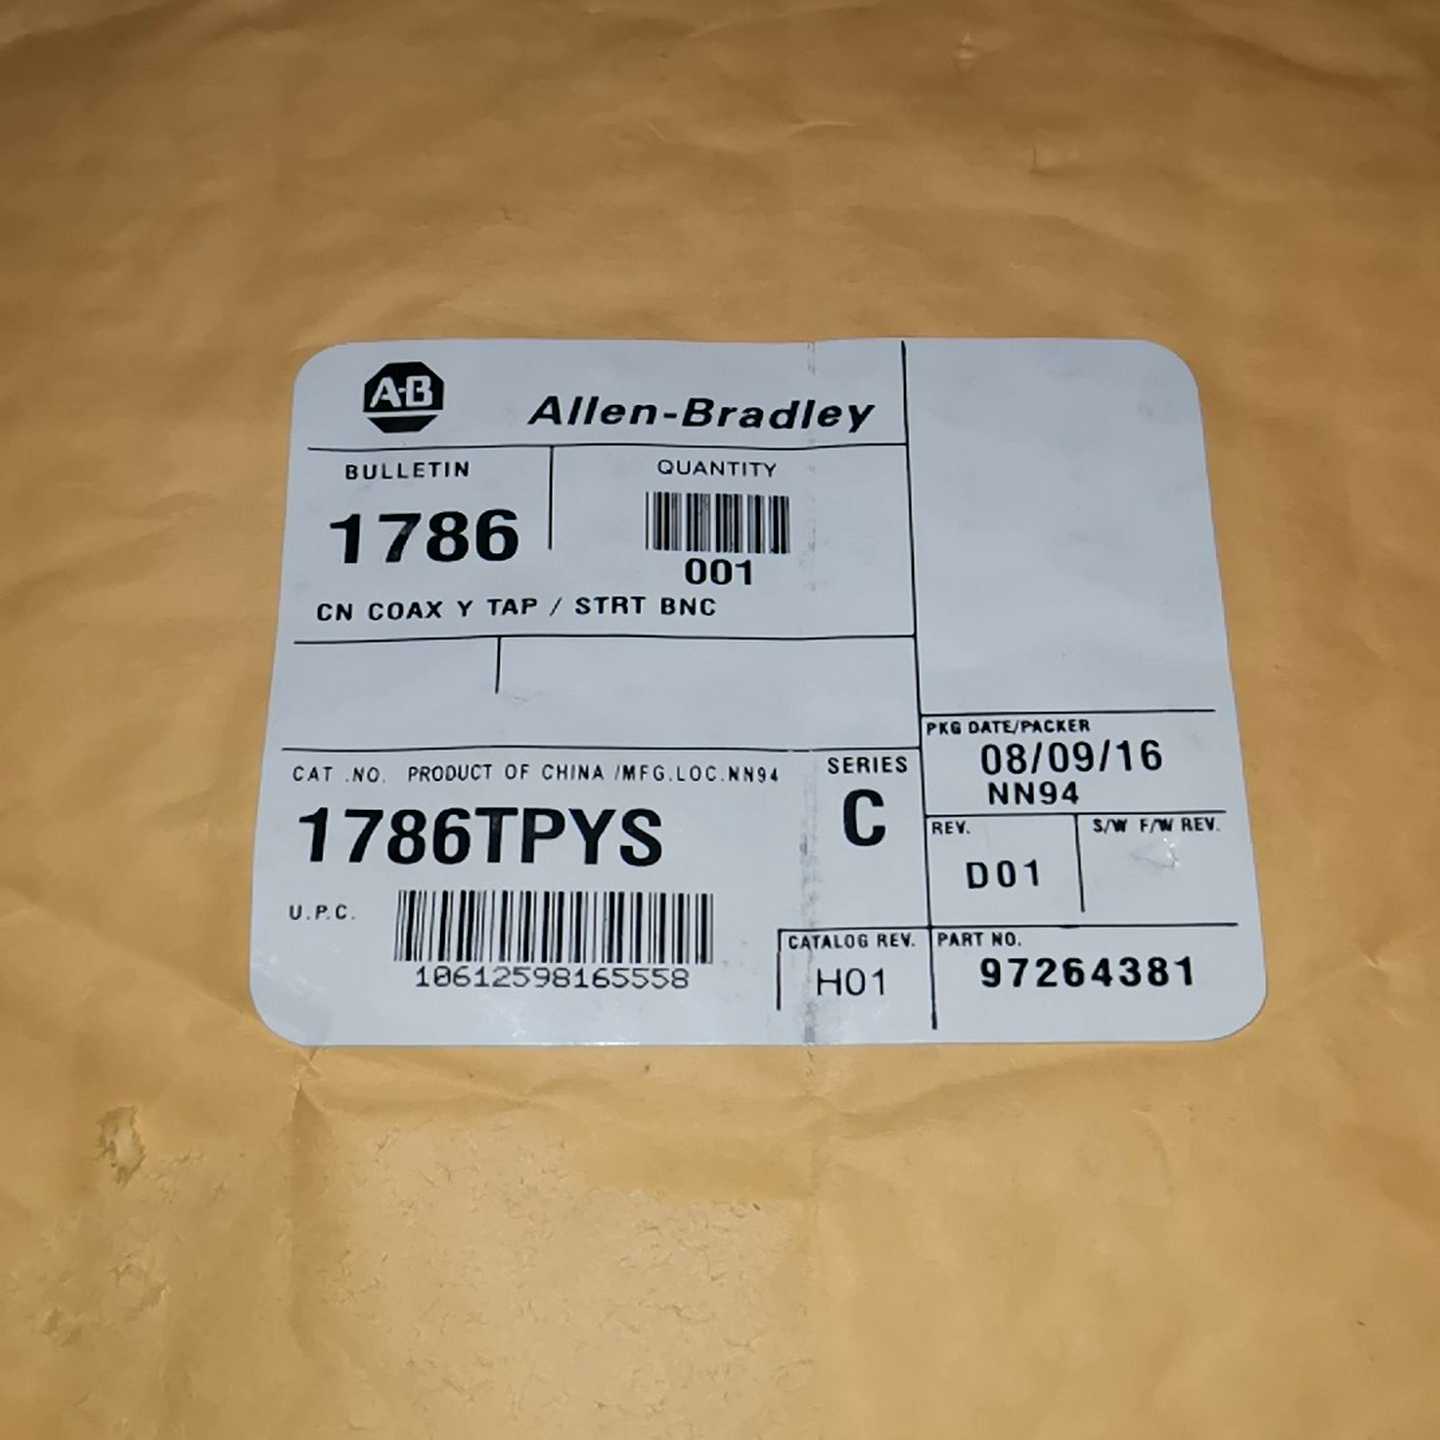 A-B
Allen-Bradley
BULLETIN
1786
QUANTITY
001
CN COAX Y TAP / STRT BNC
CAT .NO. PRODUCT OF CHINA /MFG.LOC.NN94
1786TPYS
SERIES
C
U.P.C.
10612598165558
PKG DATE/PACKER
08/09/16
NN94
REV.
D01
S/W F/W REV.
CATALOG REV.
H01
PART NO.
97264381